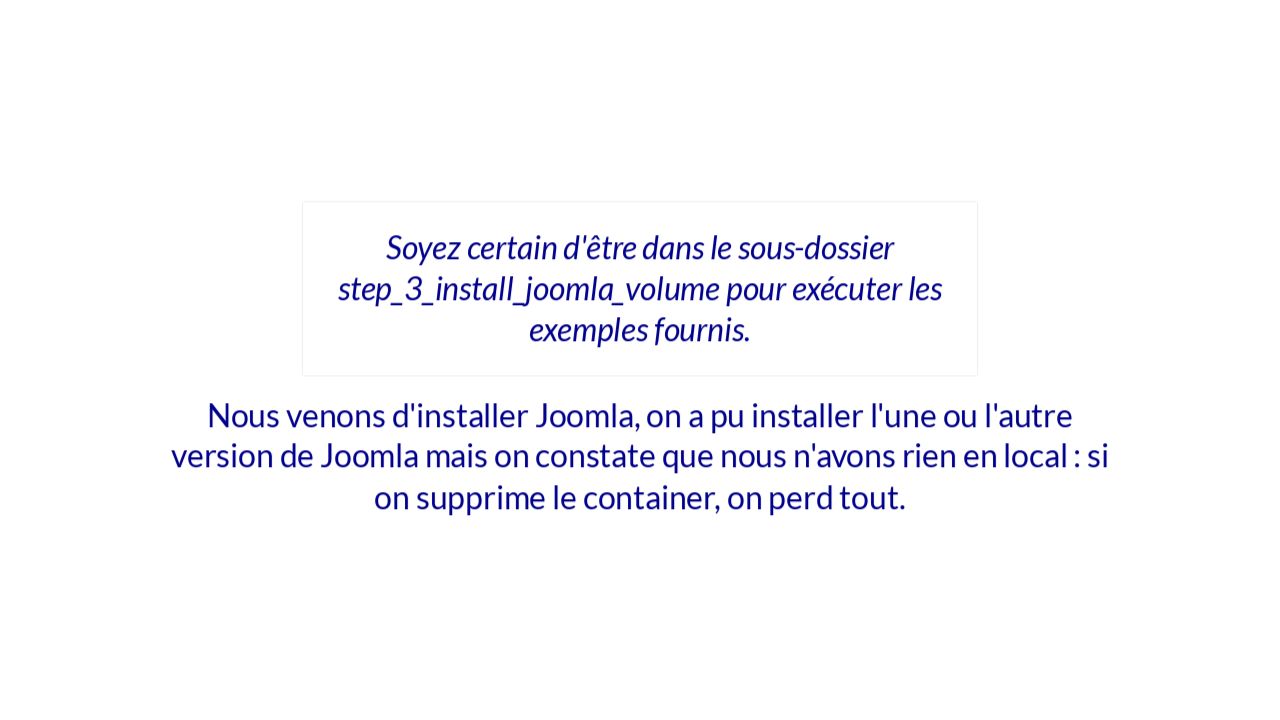 Soyez certain d'être dans le sous-dossier
step_3_install_joomla_volume pour exécuter les
exemples fournis.
Nous venons d'installer Joomla, on a pu installer l'une ou l'autre
version de Joomla mais on constate que nous n'avons rien en local : si
on supprime le container, on perd tout.